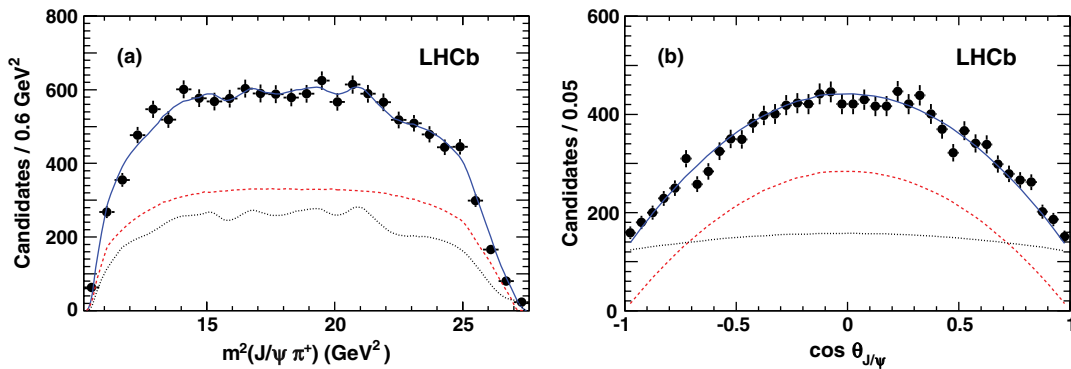 (a)
LHCb
Candidates / 0.6 GeV²
800
600
400
200
0
15
20
25
m²(J/ψ π⁺) (GeV²)
(b)
LHCb
Candidates / 0.05
600
400
200
0
-1
-0.5
0
0.5
1
cos θ_J/ψ